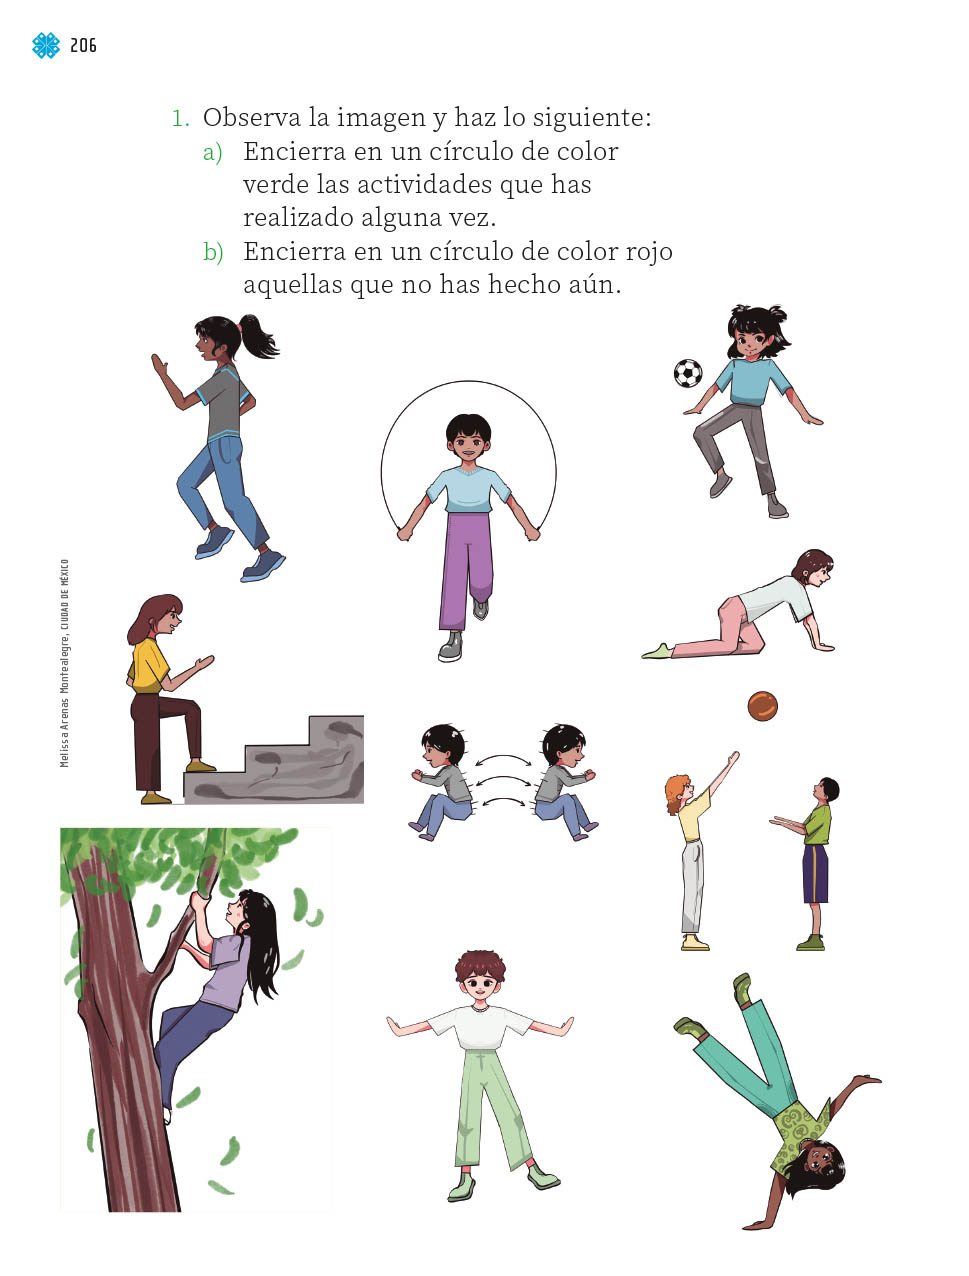 206
1. Observa la imagen y haz lo siguiente:
a) Encierra en un círculo de color
verde las actividades que has
realizado alguna vez.
b) Encierra en un círculo de color rojo
aquellas que no has hecho aún.
Melissa Arenas Montealegre, CIUDAD DE MÉXICO